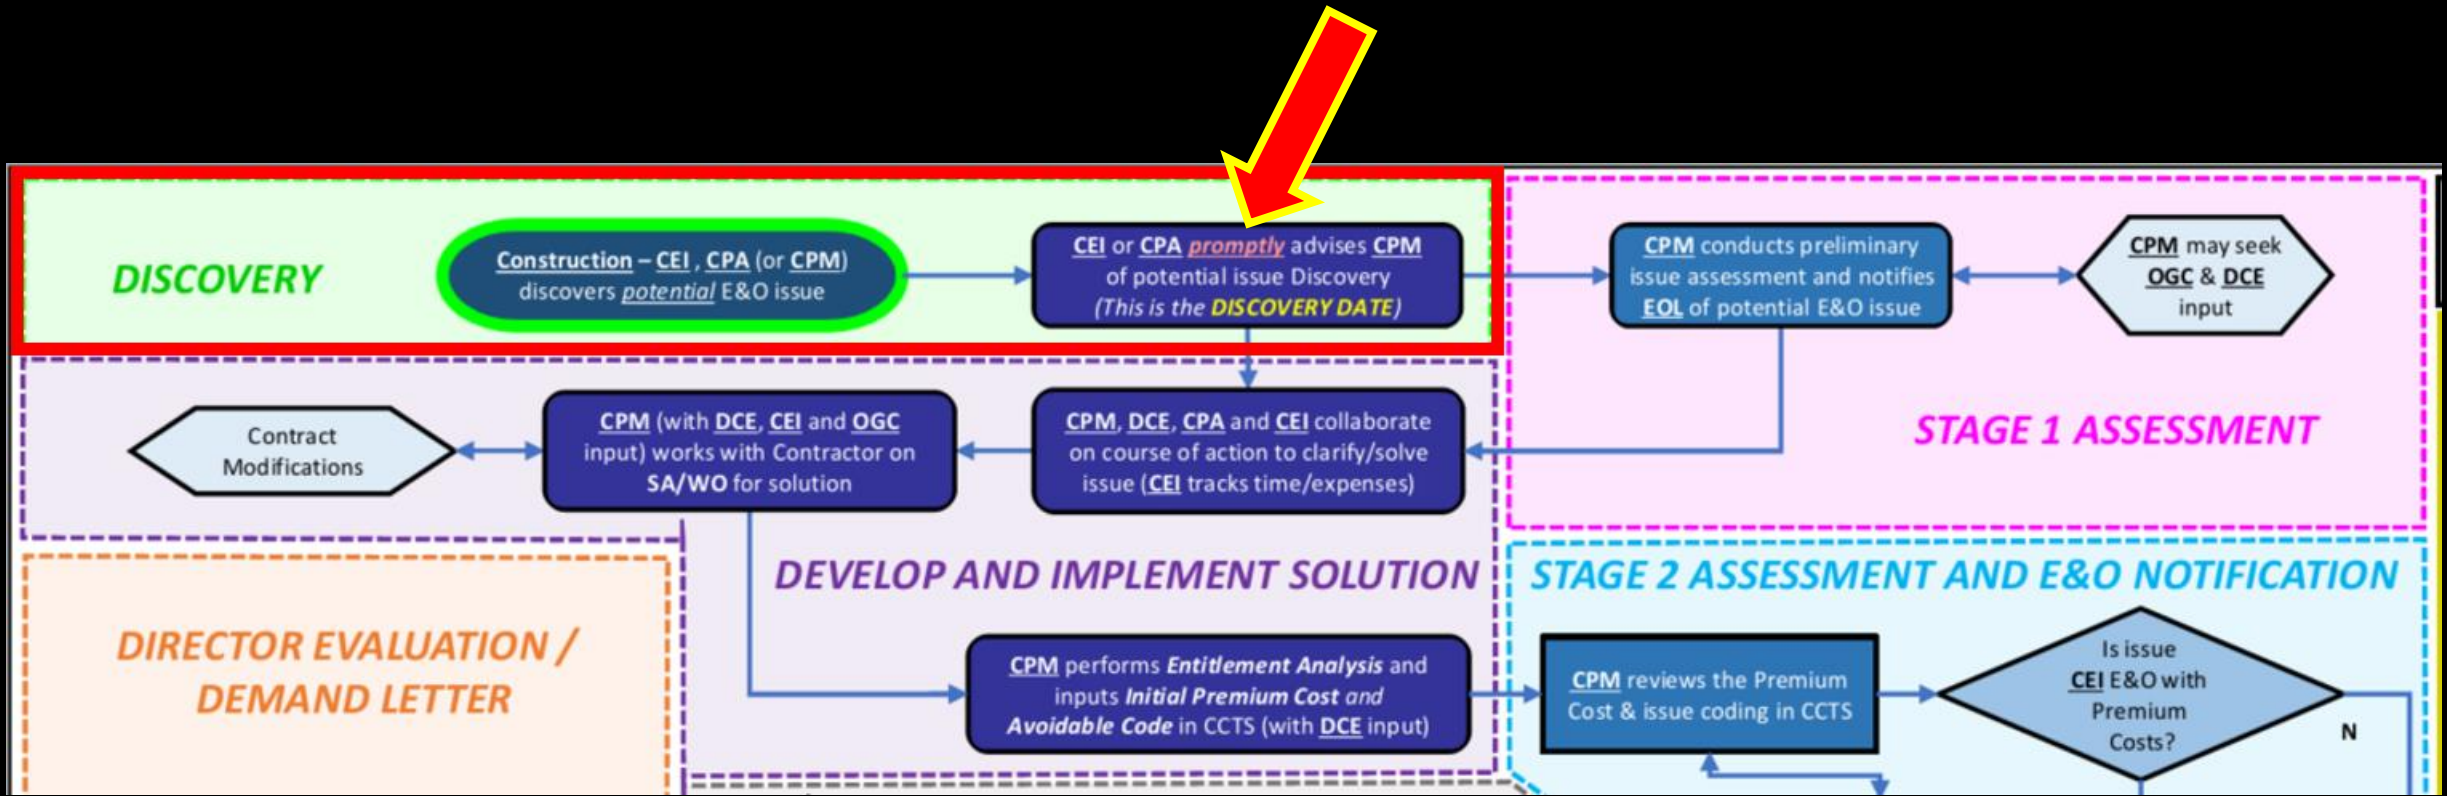 DISCOVERY
Construction – CEI , CPA (or CPM)
discovers potential E&O issue
CEI or CPA promptly advises CPM
of potential issue Discovery
(This is the DISCOVERY DATE)
CPM conducts preliminary
issue assessment and notifies
EOL of potential E&O issue
CPM may seek
OGC & DCE
input
STAGE 1 ASSESSMENT
Contract
Modifications
CPM (with DCE, CEI and OGC
input) works with Contractor on
SA/WO for solution
CPM, DCE, CPA and CEI collaborate
on course of action to clarify/solve
issue (CEI tracks time/expenses)
DEVELOP AND IMPLEMENT SOLUTION
STAGE 2 ASSESSMENT AND E&O NOTIFICATION
DIRECTOR EVALUATION /
DEMAND LETTER
CPM performs Entitlement Analysis and
inputs Initial Premium Cost and
Avoidable Code in CCTS (with DCE input)
CPM reviews the Premium
Cost & issue coding in CCTS
Is issue
CEI E&O with
Premium
Costs?
N